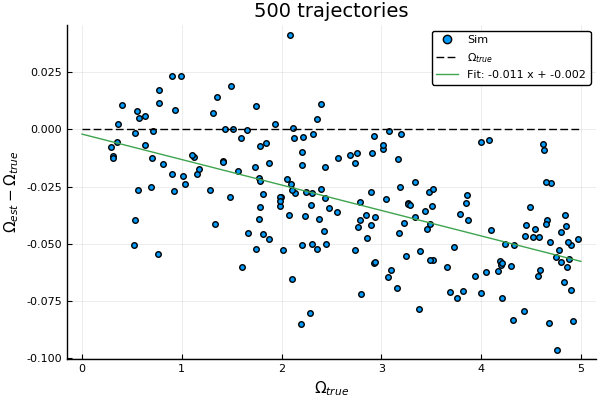 500 trajectories
Sim
Ω_true
Fit: -0.011 x + -0.002
0.025
0.000
-0.025
-0.050
-0.075
-0.100
Ω_est − Ω_true
0 1 2 3 4 5
Ω_true